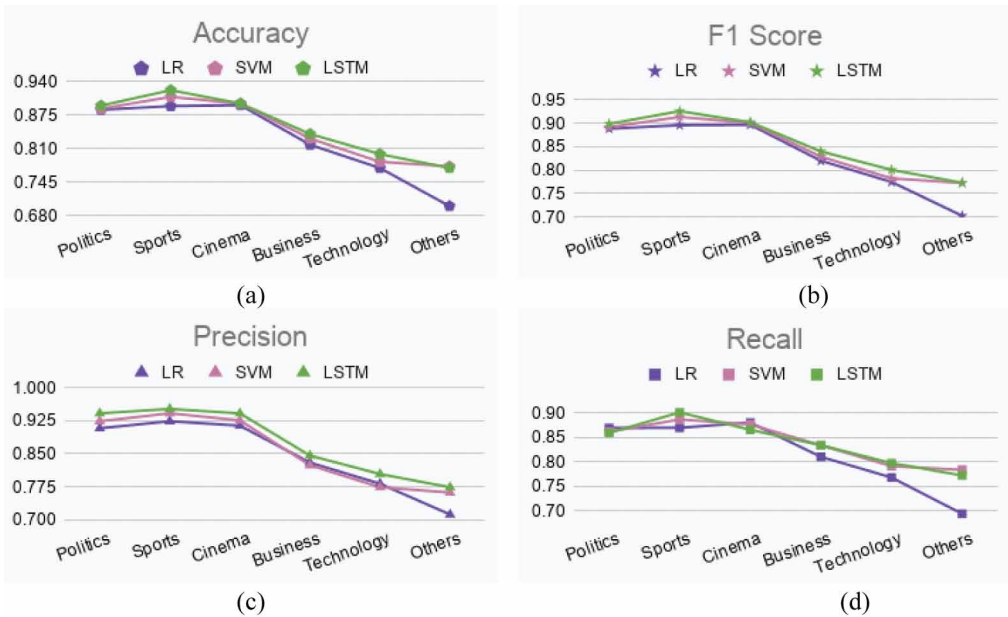 Accuracy
LR SVM LSTM
0.940
0.875
0.810
0.745
0.680
Politics Sports Cinema Business Technology Others
(a)
F1 Score
LR SVM LSTM
0.95
0.90
0.85
0.80
0.75
0.70
Politics Sports Cinema Business Technology Others
(b)
Precision
LR SVM LSTM
1.000
0.925
0.850
0.775
0.700
Politics Sports Cinema Business Technology Others
(c)
Recall
LR SVM LSTM
0.90
0.85
0.80
0.75
0.70
Politics Sports Cinema Business Technology Others
(d)